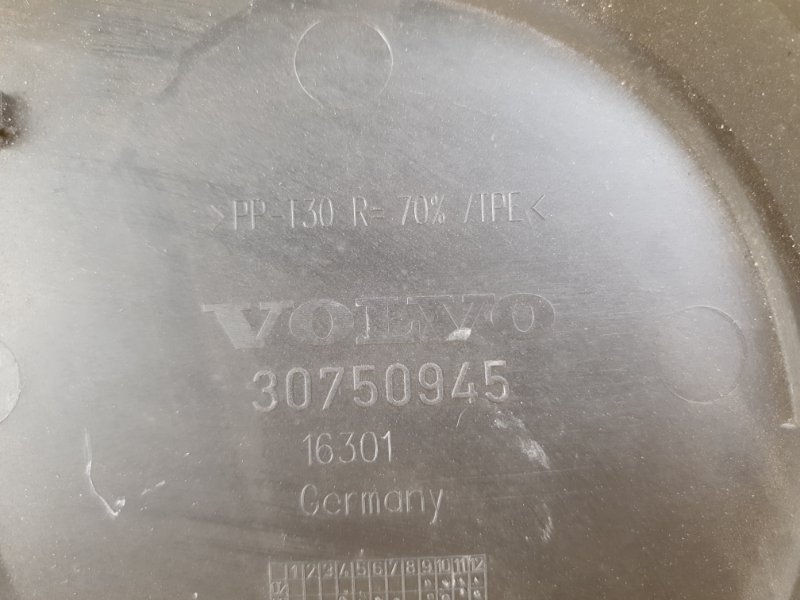 >PP-T30 R= 70% /TPE<
VOLVO
30750945
16301
Germany
1 2 3 4 5 6 7 8 9 10 11 12